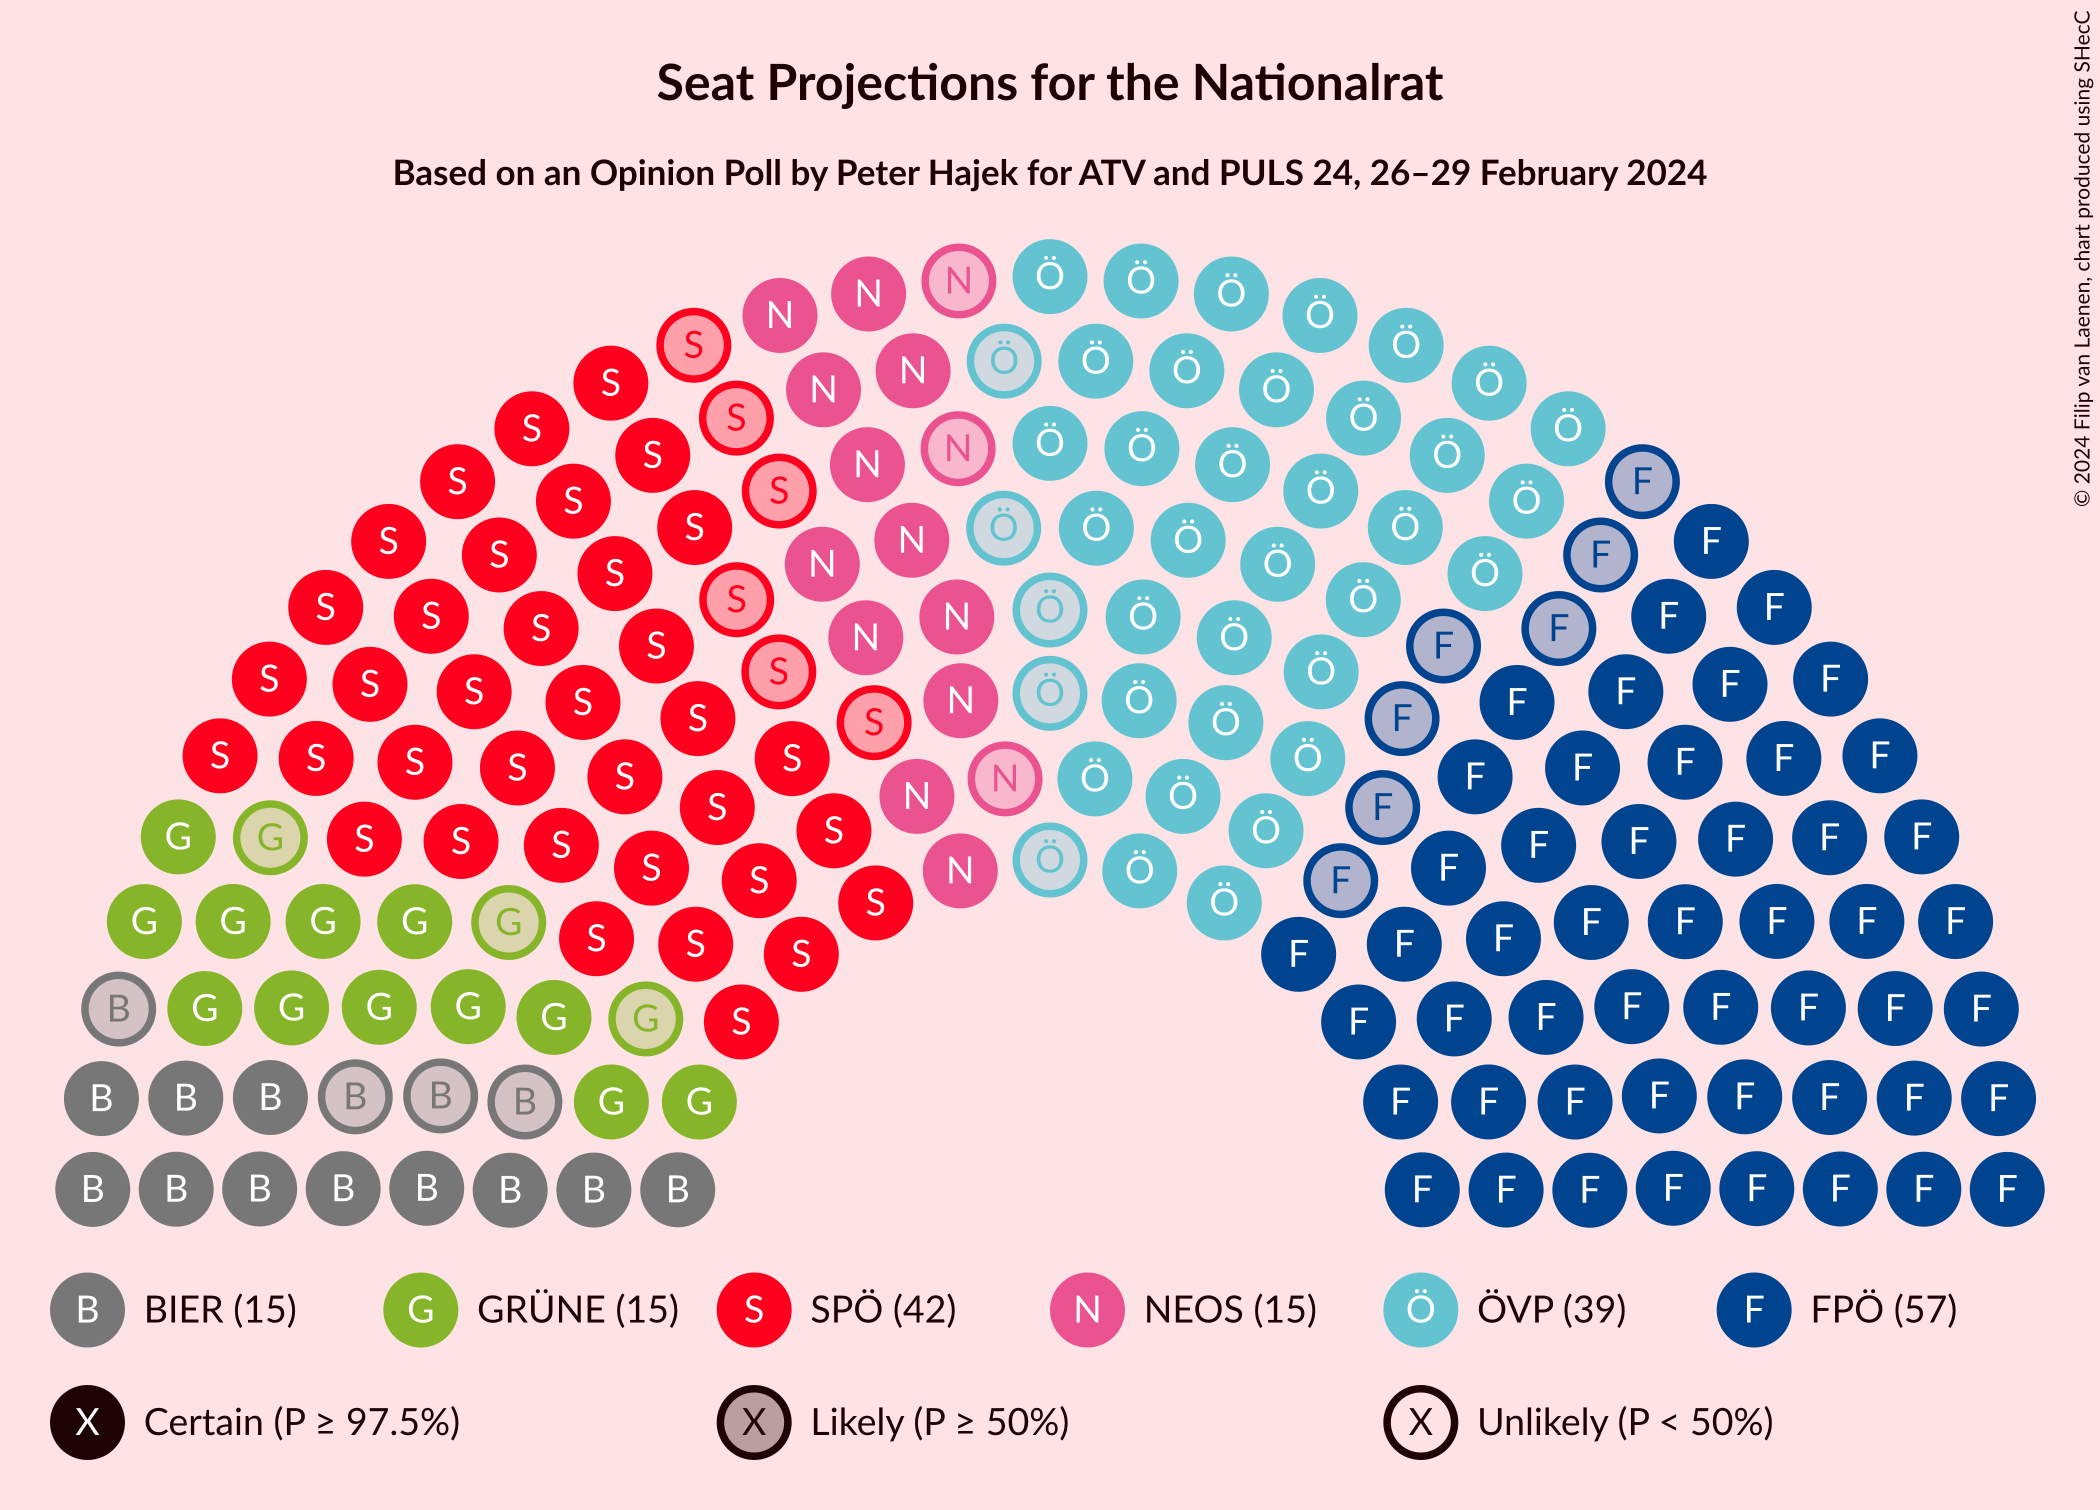 Seat Projections for the Nationalrat
Based on an Opinion Poll by Peter Hajek for ATV and PULS 24, 26–29 February 2024
© 2024 Filip van Laenen, chart produced using SHecC
N N N Ö Ö Ö Ö Ö Ö Ö
S S S S S S S S S
B BIER (15) G GRÜNE (15) S SPÖ (42) N NEOS (15) Ö ÖVP (39) F FPÖ (57)
X Certain (P ≥ 97.5%) X Likely (P ≥ 50%) X Unlikely (P < 50%)